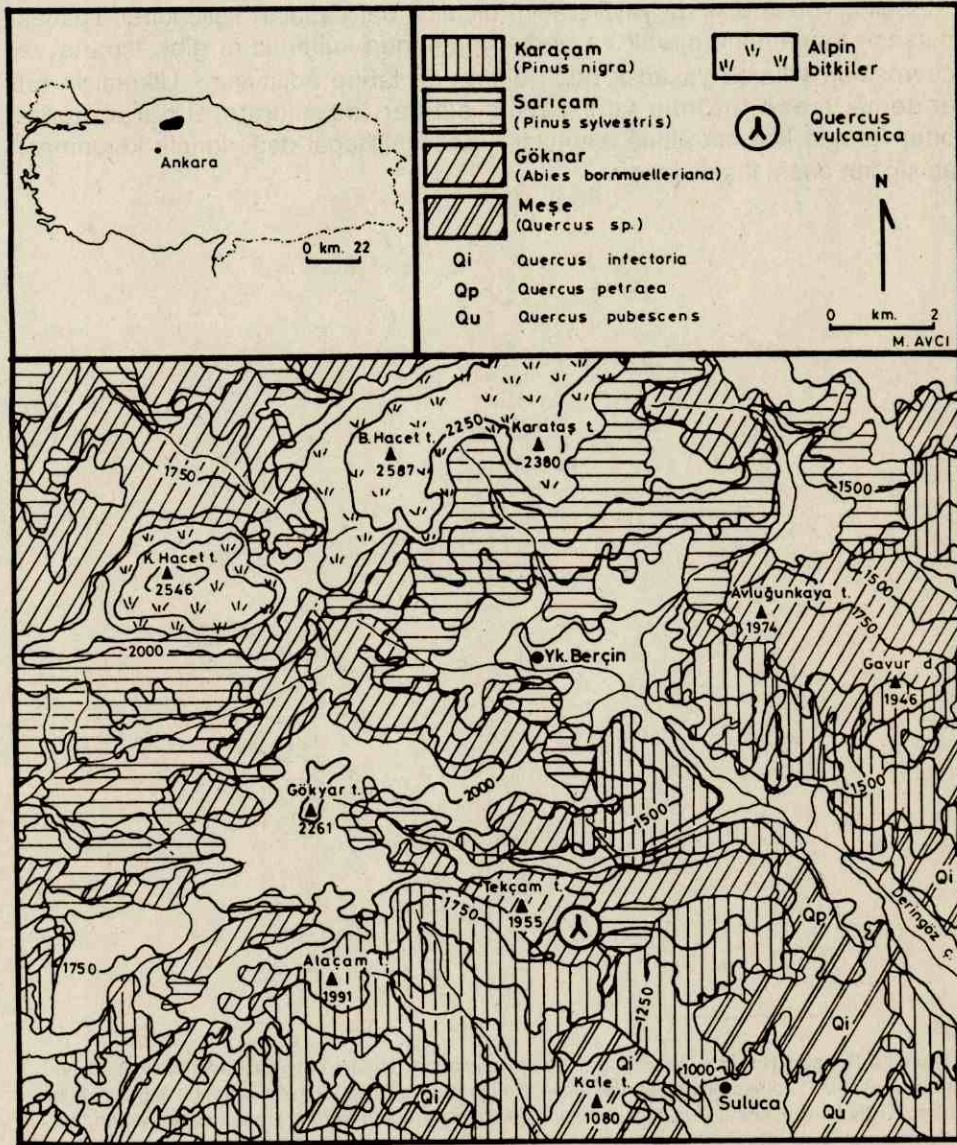 Ankara
0 km. 22
Karaçam
(Pinus nigra)
Sarıçam
(Pinus sylvestris)
Göknar
(Abies bornmuelleriana)
Meşe
(Quercus sp.)
Qi Quercus infectoria
Qp Quercus petraea
Qu Quercus pubescens
Alpin
bitkiler
Quercus
vulcanica
N
0 km. 2
M. AVCI
1750
B. Hacet t.
2587
2250
Karataş t.
2380
1500
K. Hacet t.
2546
2000
Avluğunkaya t.
1974
1500
1750
Yk. Berçin
Gavur d.
1946
Gökyar t.
2261
2000
1500
1500
Tekçam t.
1955
1750
Qp
Qi
Ç.
1750
Alaçam t.
1991
1250
Qi
Qi
Qi
Kale t.
1080
1000
Suluca
Qu